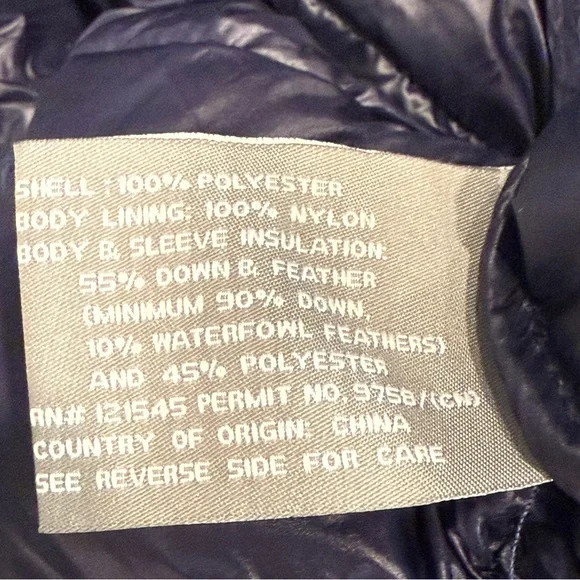 SHELL: 100% POLYESTER
BODY LINING: 100% NYLON
BODY & SLEEVE INSULATION:
55% DOWN & FEATHER
(MINIMUM 90% DOWN,
10% WATERFOWL FEATHERS)
AND 45% POLYESTER
RN# 121545 PERMIT NO. 9758/(CN)
COUNTRY OF ORIGIN: CHINA
SEE REVERSE SIDE FOR CARE